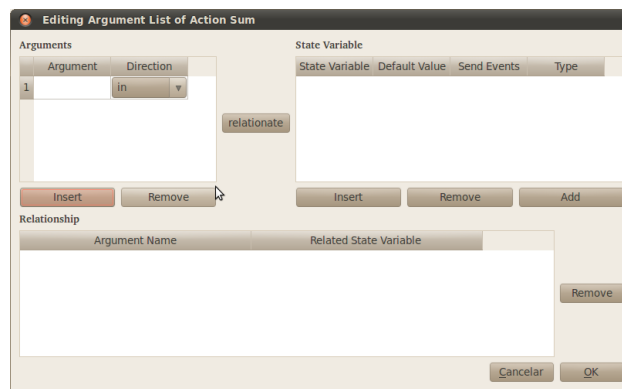 Editing Argument List of Action Sum
Arguments
State Variable
Argument Direction
1 in
relationate
State Variable Default Value Send Events Type
Insert Remove
Insert Remove Add
Relationship
Argument Name Related State Variable
Remove
Cancelar OK